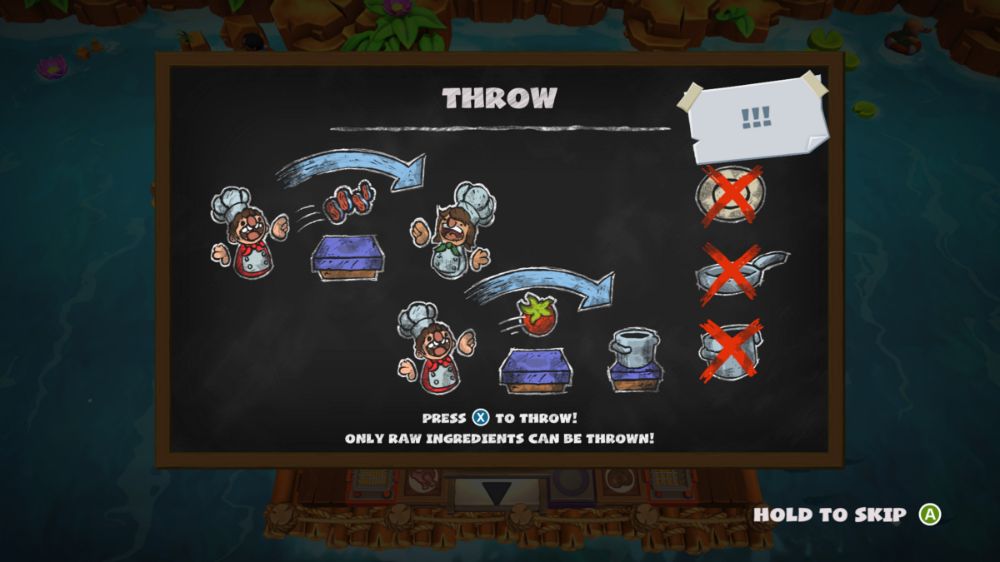 THROW
!!!
PRESS X TO THROW!
ONLY RAW INGREDIENTS CAN BE THROWN!
HOLD TO SKIP A